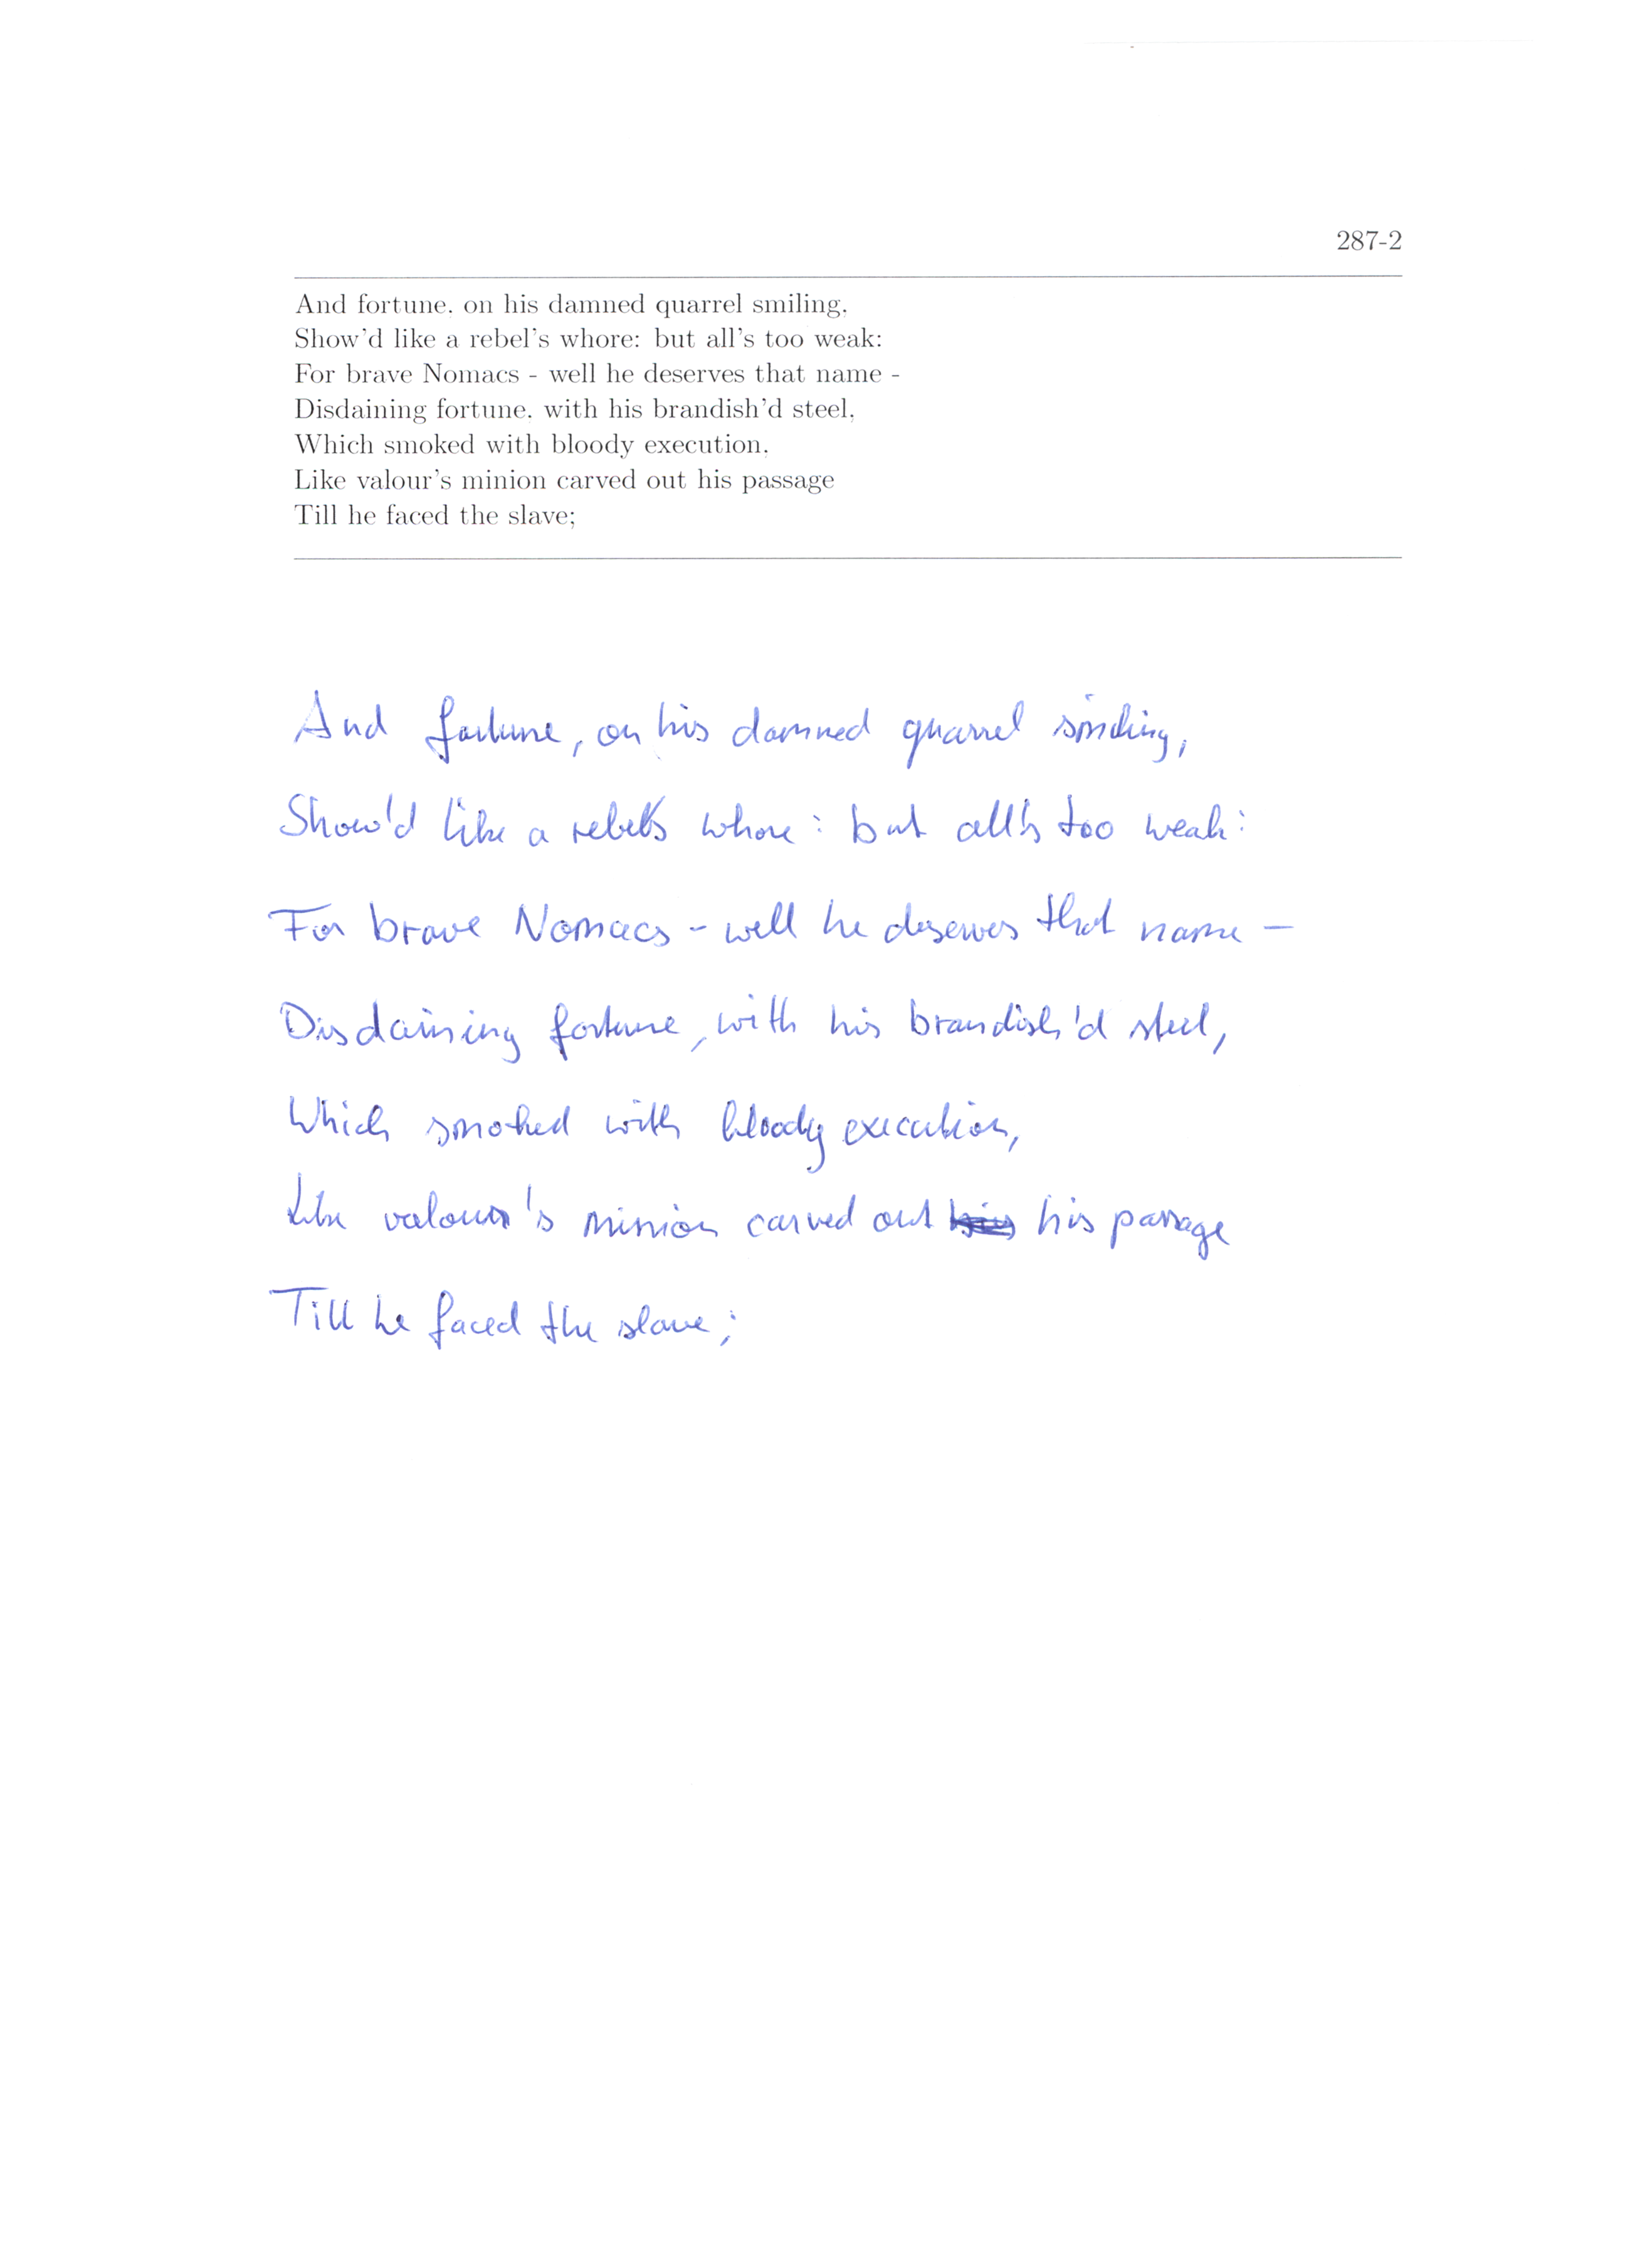 287-2
And fortune, on his damned quarrel smiling,
Show'd like a rebel's whore: but all's too weak:
For brave Nomacs - well he deserves that name -
Disdaining fortune, with his brandish'd steel,
Which smoked with bloody execution,
Like valour's minion carved out his passage
Till he faced the slave;
And fortune, on his damned quarrel smiling,
Show'd like a rebel's whore: but all's too weak:
For brave Nomacs - well he deserves that name -
Disdaining fortune, with his brandish'd steel,
Which smoked with bloody execution,
Like valour's minion carved out his passage
Till he faced the slave;